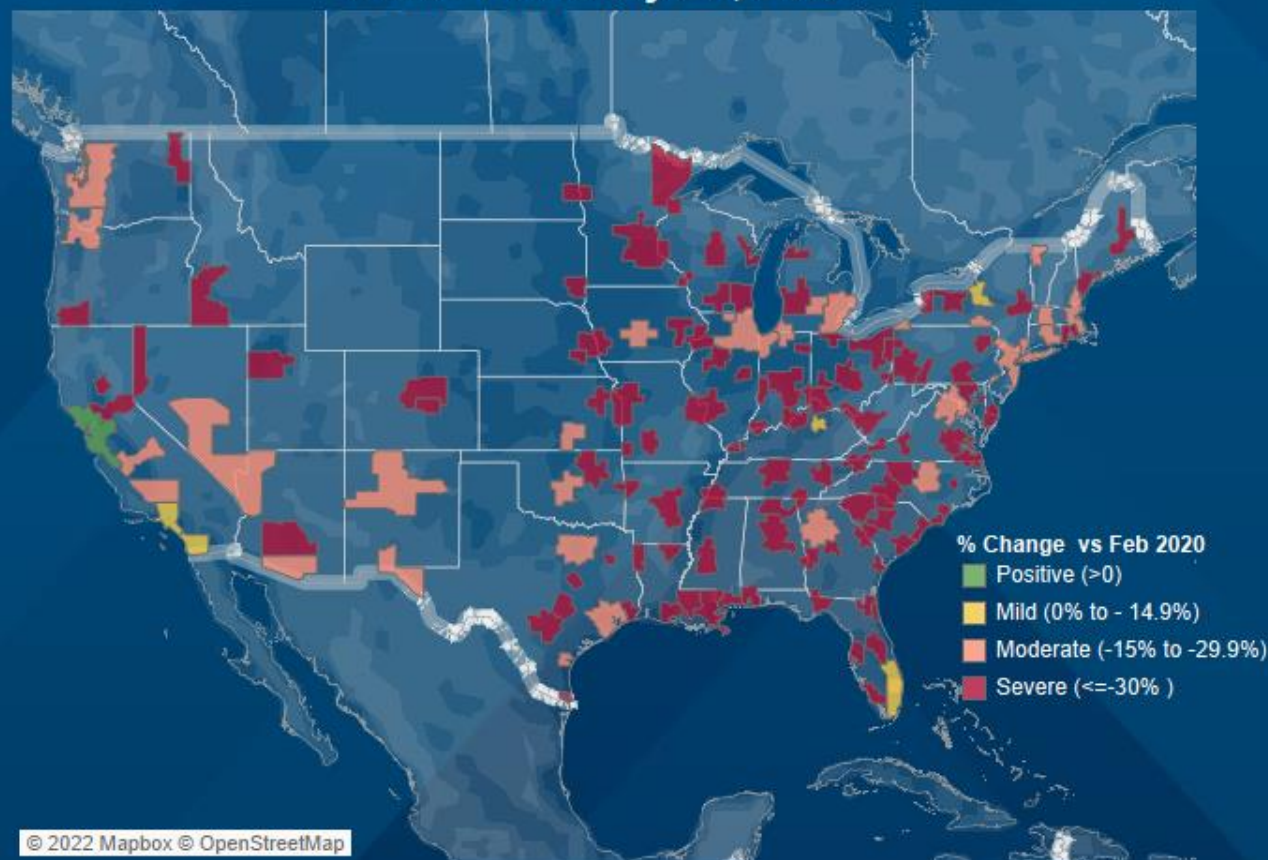 % Change vs Feb 2020
Positive (>0)
Mild (0% to - 14.9%)
Moderate (-15% to -29.9%)
Severe (<=-30% )
© 2022 Mapbox © OpenStreetMap